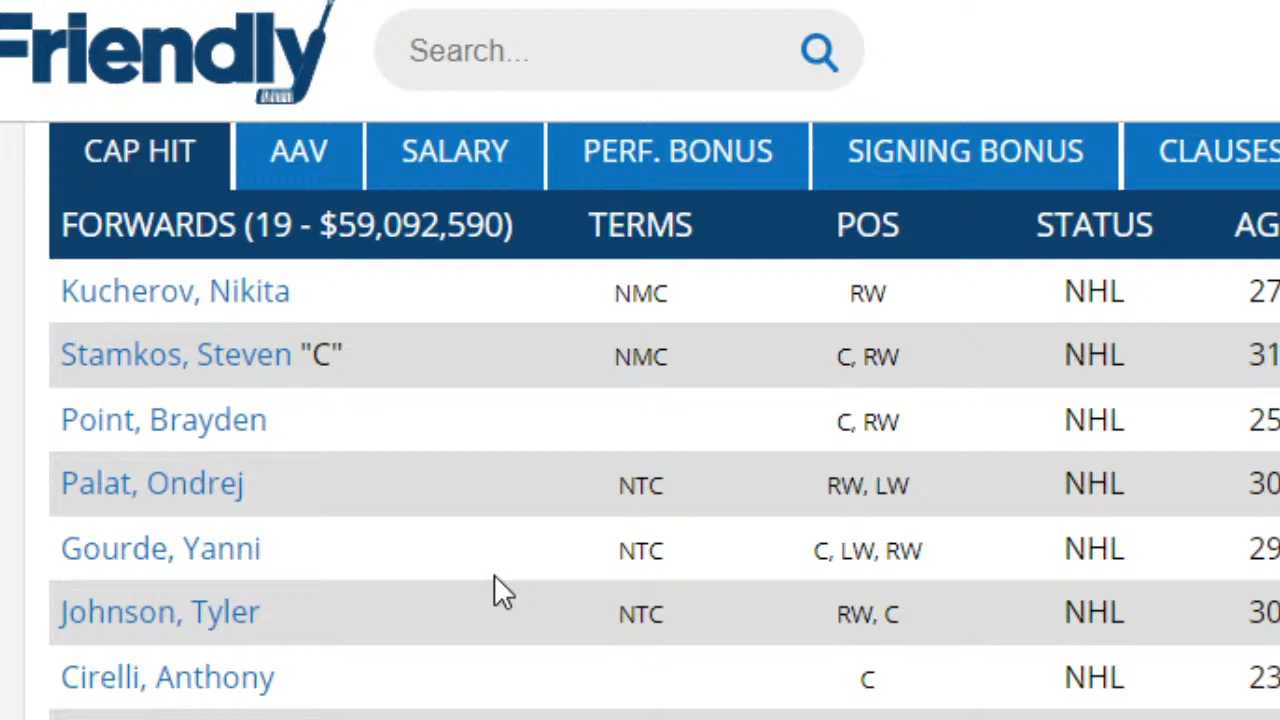 Friendly
Search...
CAP HIT AAV SALARY PERF. BONUS SIGNING BONUS CLAUSES
FORWARDS (19 - $59,092,590) TERMS POS STATUS AG
Kucherov, Nikita NMC RW NHL 27
Stamkos, Steven "C" NMC C, RW NHL 31
Point, Brayden C, RW NHL 25
Palat, Ondrej NTC RW, LW NHL 30
Gourde, Yanni NTC C, LW, RW NHL 29
Johnson, Tyler NTC RW, C NHL 30
Cirelli, Anthony C NHL 23